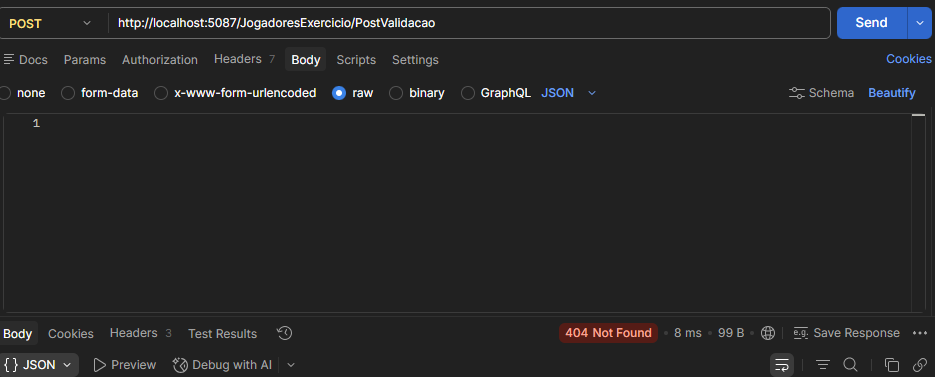 POST http://localhost:5087/JogadoresExercicio/PostValidacao Send
Docs Params Authorization Headers 7 Body Scripts Settings Cookies
none form-data x-www-form-urlencoded raw binary GraphQL JSON Schema Beautify
1
Body Cookies Headers 3 Test Results 404 Not Found • 8 ms • 99 B • e.g. Save Response
{} JSON Preview Debug with AI